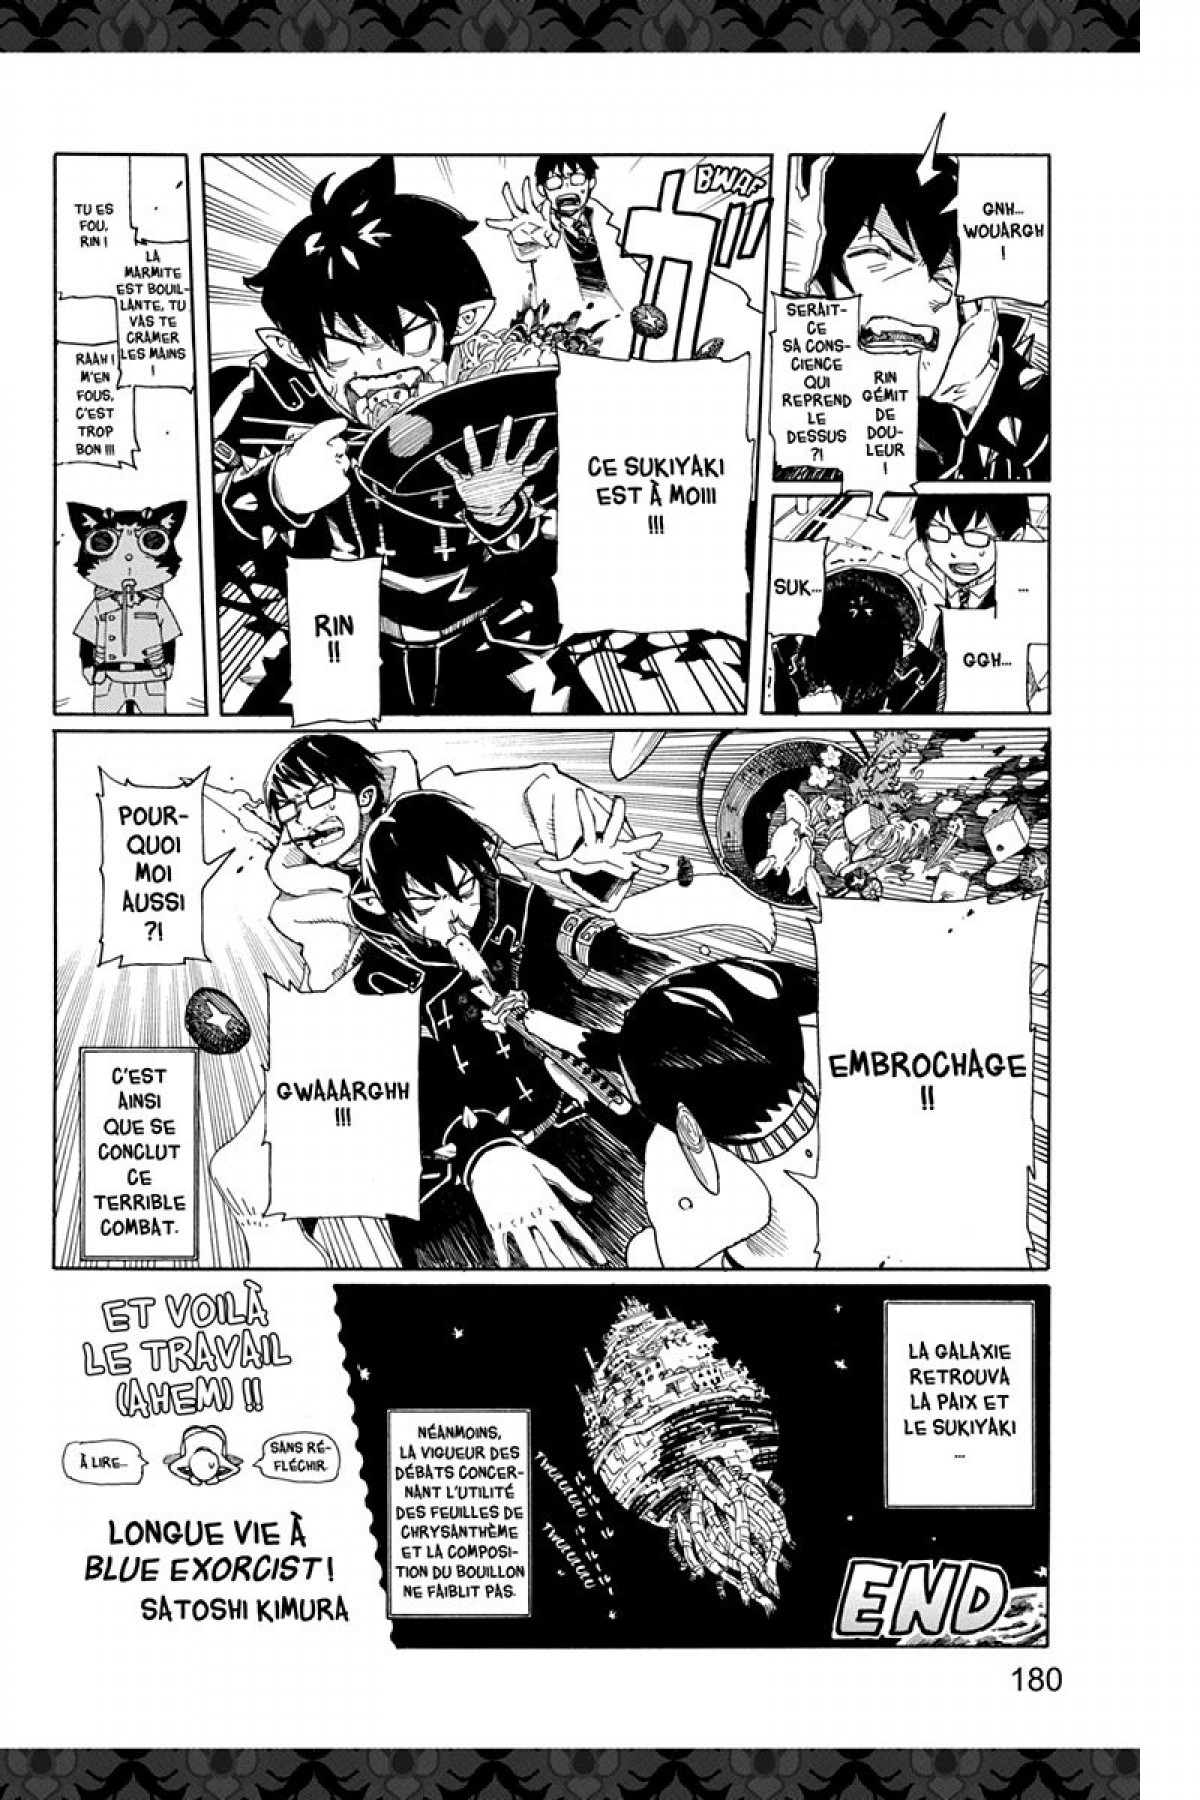 GNH...
WOUARGH
!
SERAIT-
CE
SA CONS-
CIENCE
QUI
REPREND
LE
DESSUS
?!
RIN
GÉMIT
DE
DOU-
LEUR
!
...
GGH...
SUK...
BWAF
CE SUKIYAKI
EST À MOIII
!!!
RIN
!!
TU ES
FOU,
RIN !
LA
MARMITE
EST BOUIL-
LANTE, TU
VAS TE
CRAMER
LES MAINS
!
RAAH !
M'EN
FOUS,
C'EST
TROP
BON !!!
EMBROCHAGE
!!
GWAAARGHH
!!!
POUR-
QUOI
MOI
AUSSI
?!
C'EST
AINSI
QUE SE
CONCLUT
CE
TERRIBLE
COMBAT.
LA GALAXIE
RETROUVA
LA PAIX ET
LE SUKIYAKI
...
TWULULULU
TWULULULU
NÉANMOINS,
LA VIGUEUR DES
DÉBATS CONCER-
NANT L'UTILITÉ
DES FEUILLES DE
CHRYSANTHÈME
ET LA COMPOSI-
TION DU BOUILLON
NE FAIBLIT PAS.
END
ET VOILÀ
LE TRAVAIL
(AHEM) !!
À LIRE...
SANS RÉ-
FLÉCHIR.
LONGUE VIE À
BLUE EXORCIST !
SATOSHI KIMURA
180